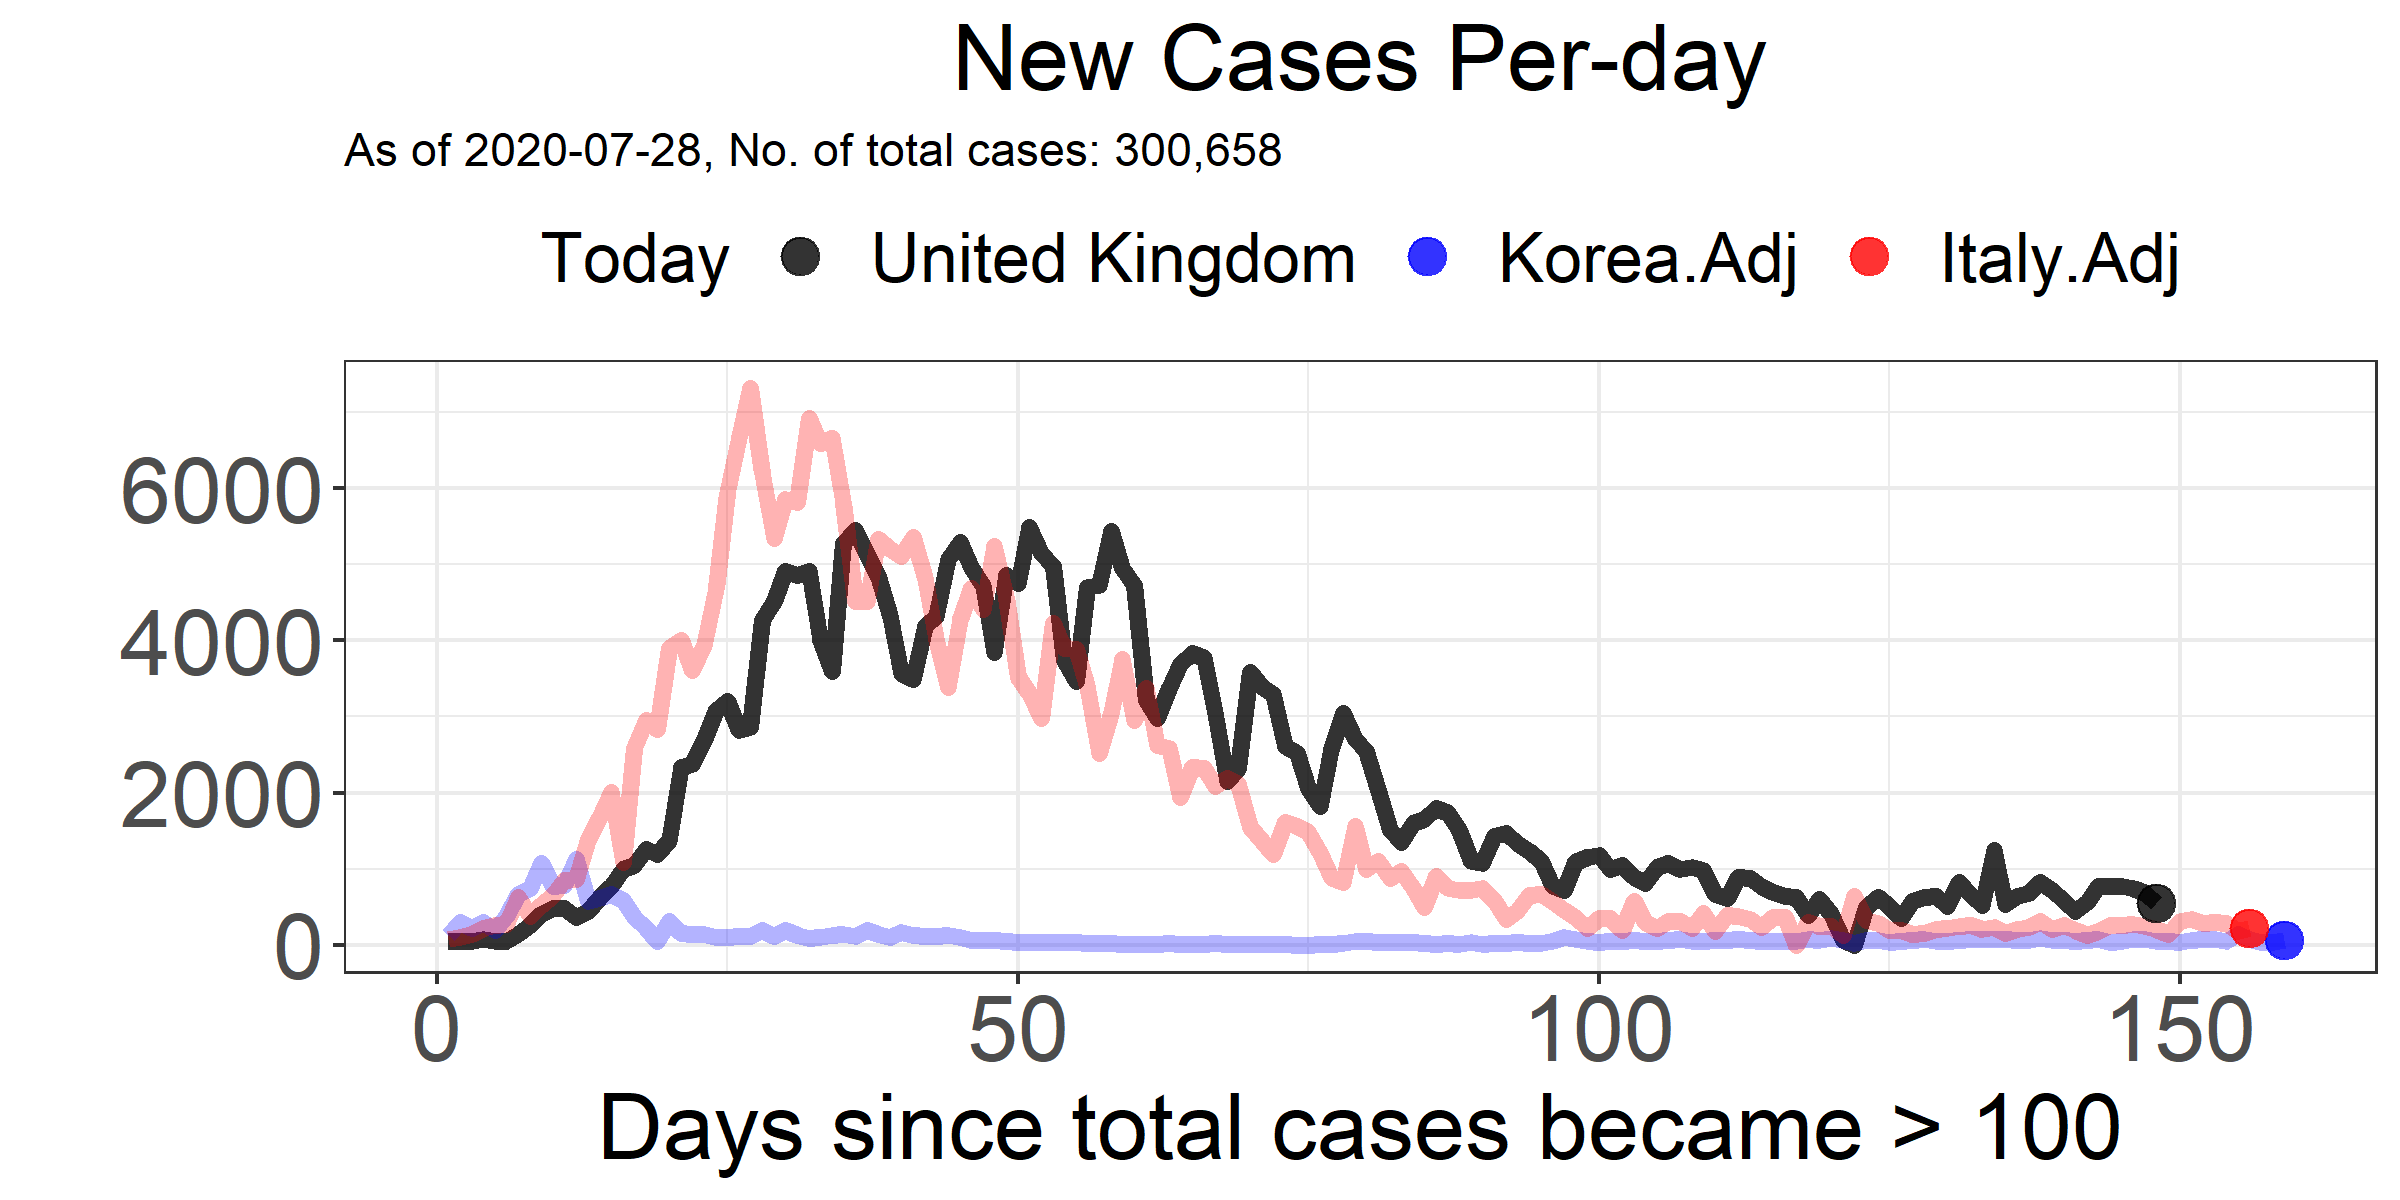 New Cases Per-day
As of 2020-07-28, No. of total cases: 300,658
Today United Kingdom Korea.Adj Italy.Adj
6000
4000
2000
0
0 50 100 150
Days since total cases became > 100